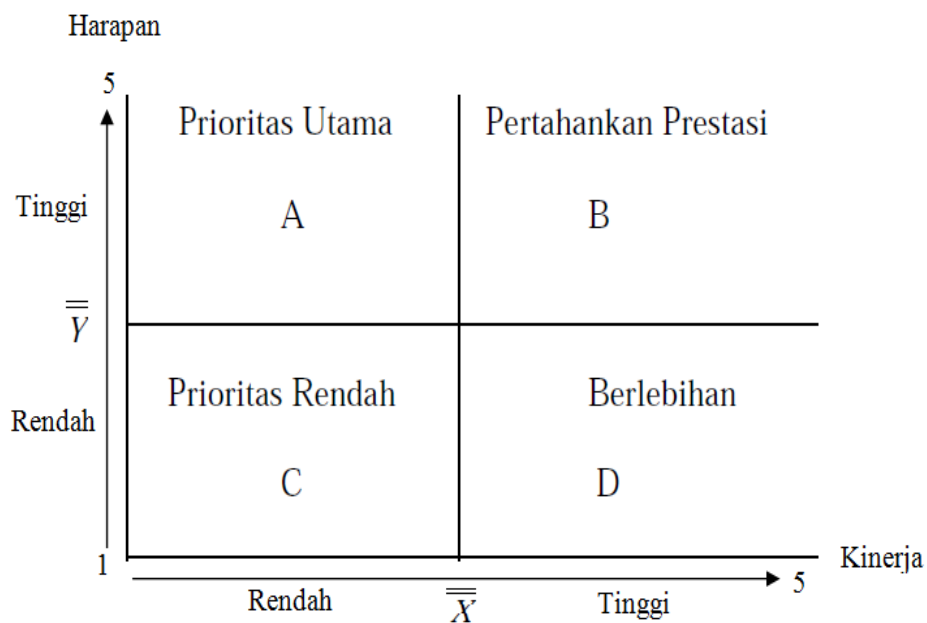 Harapan
5
Prioritas Utama
Pertahankan Prestasi
Tinggi
A
B
Y
Prioritas Rendah
Berlebihan
Rendah
C
D
1
Kinerja
5
Rendah
X
Tinggi